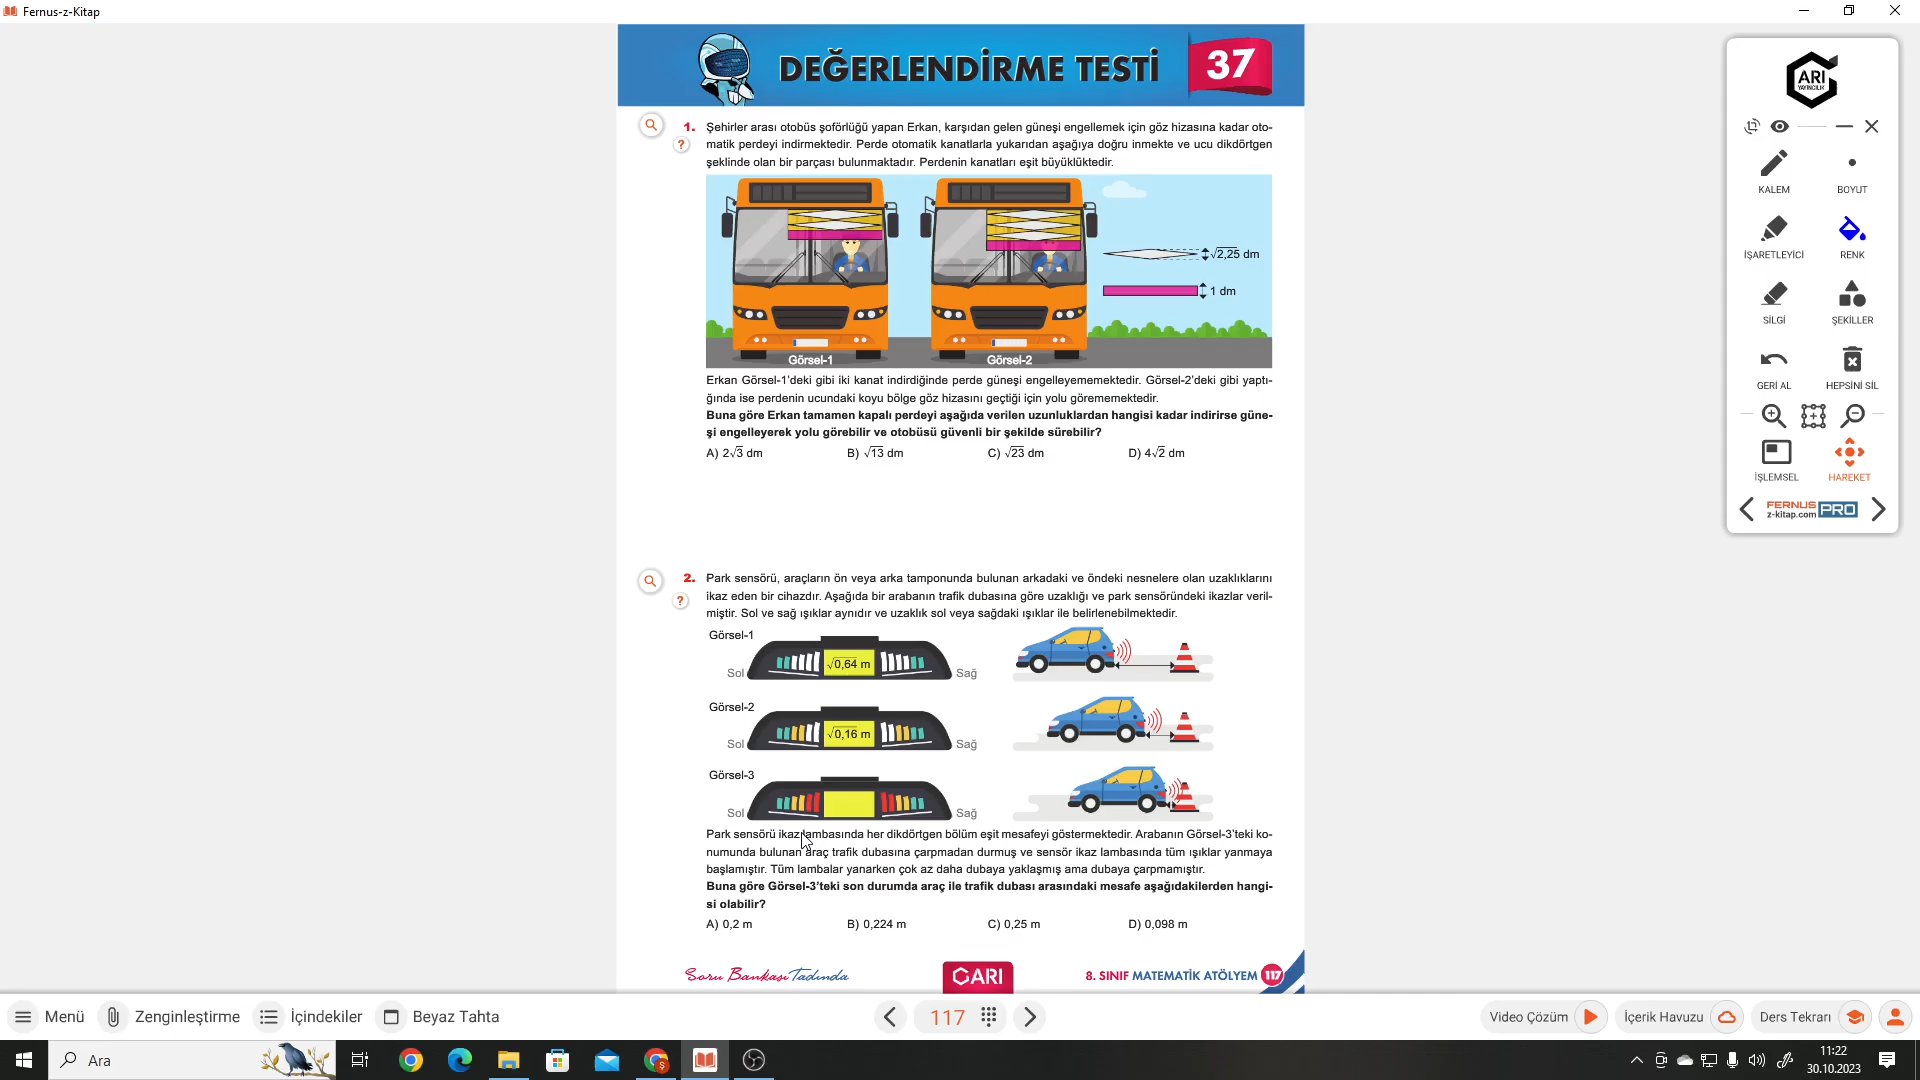 Fernus-z-Kitap
DEĞERLENDİRME TESTİ 37
1. Şehirler arası otobüs şoförlüğü yapan Erkan, karşıdan gelen güneşi engellemek için göz hizasına kadar oto-
matik perdeyi indirmektedir. Perde otomatik kanatlarla yukarıdan aşağıya doğru inmekte ve ucu dikdörtgen
şeklinde olan bir parçası bulunmaktadır. Perdenin kanatları eşit büyüklüktedir.
√2,25 dm
1 dm
Görsel-1 Görsel-2
Erkan Görsel-1'deki gibi iki kanat indirdiğinde perde güneşi engelleyememektedir. Görsel-2'deki gibi yaptı-
ğında ise perdenin ucundaki koyu bölge göz hizasını geçtiği için yolu görememektedir.
Buna göre Erkan tamamen kapalı perdeyi aşağıda verilen uzunluklardan hangisi kadar indirirse güne-
şi engelleyerek yolu görebilir ve otobüsü güvenli bir şekilde sürebilir?
A) 2√3 dm B) √13 dm C) √23 dm D) 4√2 dm
2. Park sensörü, araçların ön veya arka tamponunda bulunan arkadaki ve öndeki nesnelere olan uzaklıklarını
ikaz eden bir cihazdır. Aşağıda bir arabanın trafik dubasına göre uzaklığı ve park sensöründeki ikazlar veril-
miştir. Sol ve sağ ışıklar aynıdır ve uzaklık sol veya sağdaki ışıklar ile belirlenebilmektedir.
Görsel-1
√0,64 m
Sol Sağ
Görsel-2
√0,16 m
Sol Sağ
Görsel-3
Sol Sağ
Park sensörü ikaz lambasında her dikdörtgen bölüm eşit mesafeyi göstermektedir. Arabanın Görsel-3'teki ko-
numunda bulunan araç trafik dubasına çarpmadan durmuş ve sensör ikaz lambasında tüm ışıklar yanmaya
başlamıştır. Tüm lambalar yanarken çok az daha dubaya yaklaşmış ama dubaya çarpmamıştır.
Buna göre Görsel-3'teki son durumda araç ile trafik dubası arasındaki mesafe aşağıdakilerden hangi-
si olabilir?
A) 0,2 m B) 0,224 m C) 0,25 m D) 0,098 m
Soru Bankası Tadında
ARI
8. SINIF MATEMATİK ATÖLYEM 117
ARI
YAYINCILIK
KALEM BOYUT
İŞARETLEYİCİ RENK
SİLGİ ŞEKİLLER
GERİ AL HEPSİNİ SİL
İŞLEMSEL HAREKET
FERNUS
z-kitap.com PRO
Menü Zenginleştirme İçindekiler Beyaz Tahta 117 Video Çözüm İçerik Havuzu Ders Tekrarı
Ara
11:22
30.10.2023